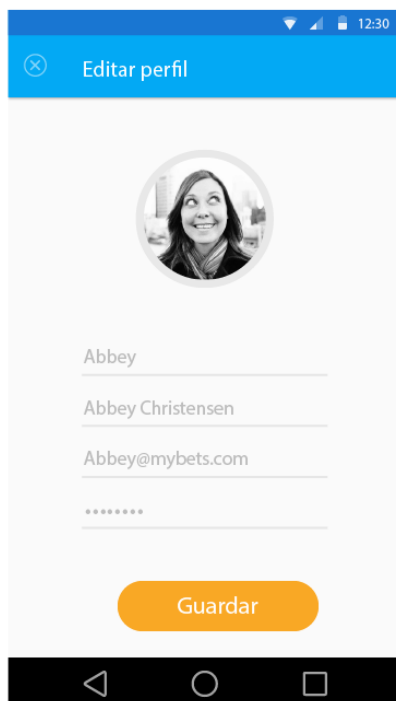 12:30
Editar perfil
Abbey
Abbey Christensen
Abbey@mybets.com
••••••••
Guardar